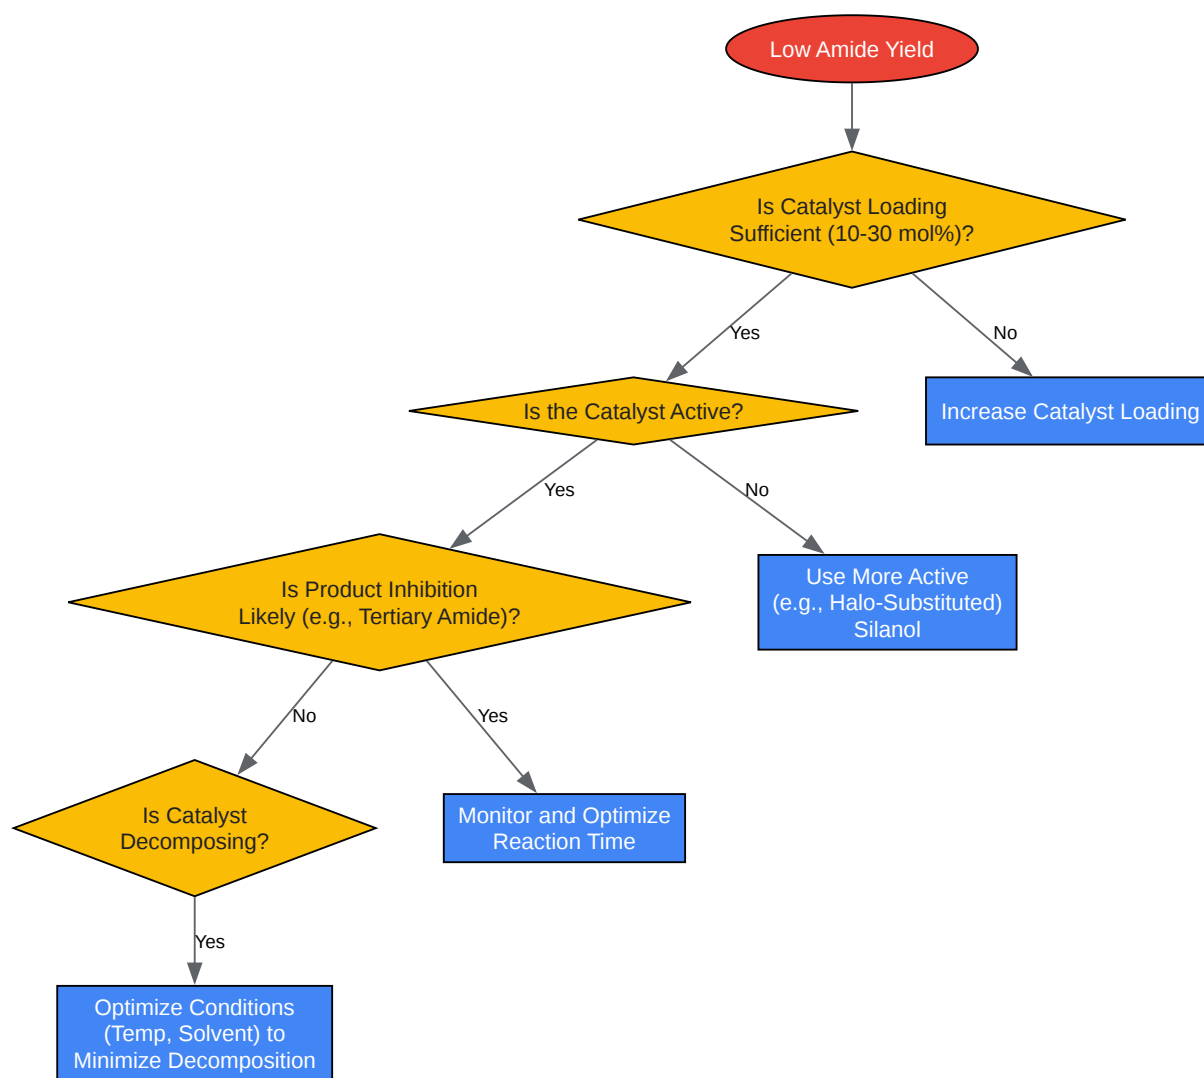 Low Amide Yield
Is Catalyst Loading
Sufficient (10-30 mol%)?
Yes
No
Is the Catalyst Active?
Increase Catalyst Loading
Yes
No
Is Product Inhibition
Likely (e.g., Tertiary Amide)?
Use More Active
(e.g., Halo-Substituted)
Silanol
No
Yes
Is Catalyst
Decomposing?
Monitor and Optimize
Reaction Time
Yes
Optimize Conditions
(Temp, Solvent) to
Minimize Decomposition